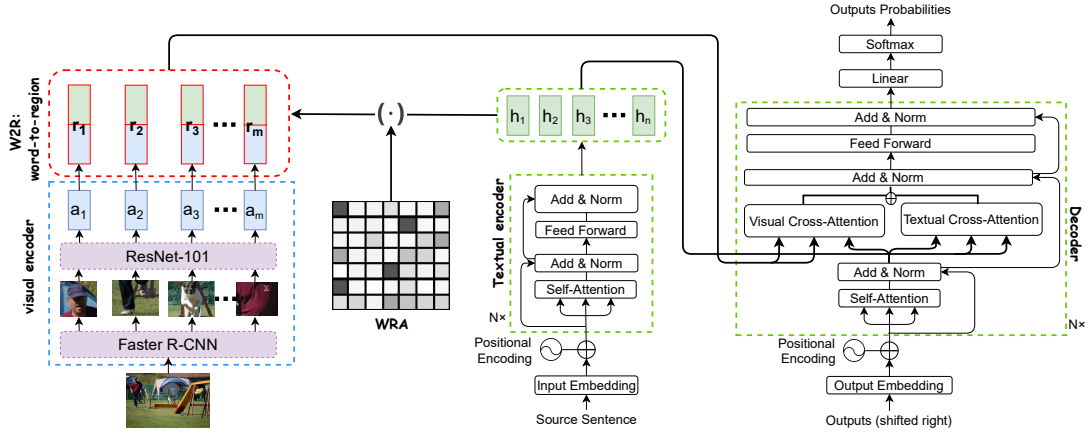 W2R:
word-to-region
r1
r2
r3
rm
a1
a2
a3
am
visual encoder
ResNet-101
Faster R-CNN
(·)
WRA
h1
h2
h3
hn
Textual encoder
Add & Norm
Feed Forward
Add & Norm
Self-Attention
N×
Positional
Encoding
Input Embedding
Source Sentence
Outputs Probabilities
Softmax
Linear
Decoder
Add & Norm
Feed Forward
Add & Norm
Visual Cross-Attention
Textual Cross-Attention
Add & Norm
Self-Attention
N×
Positional
Encoding
Output Embedding
Outputs (shifted right)